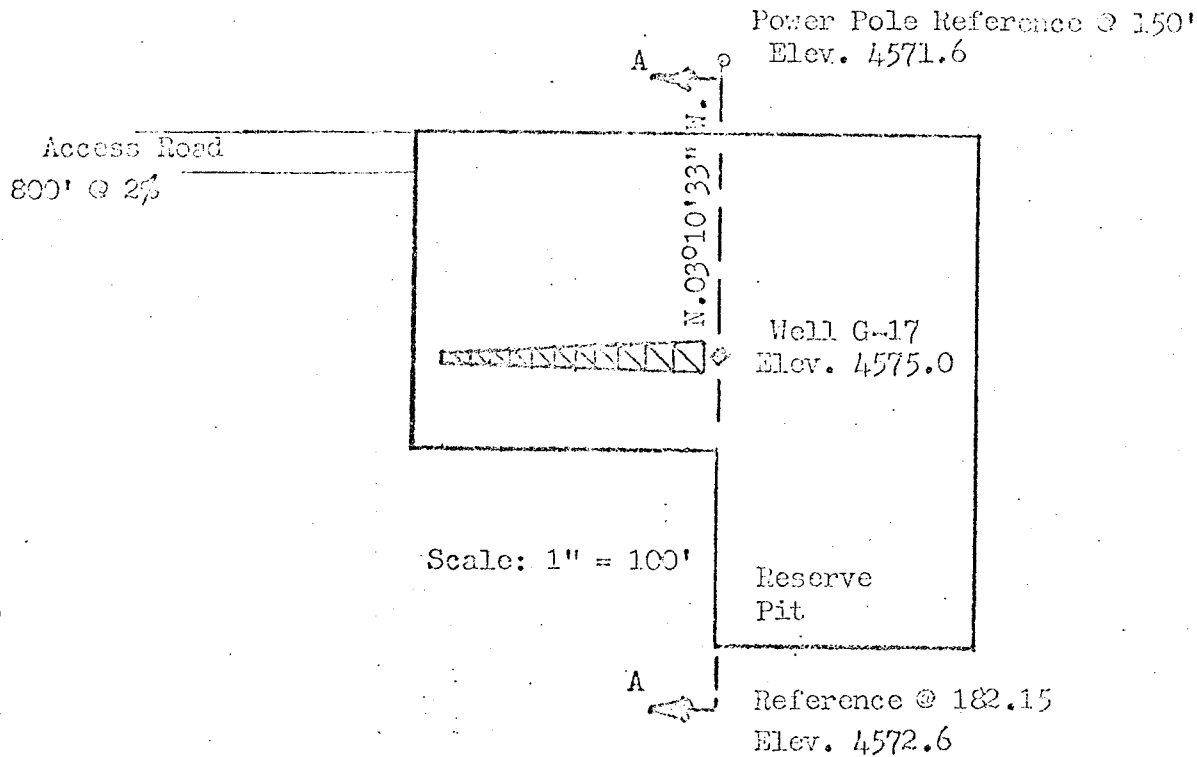 Power Pole Reference @ 150'
Elev. 4571.6
A
Access Road
800' @ 2%
N.03°10'33" W.
Well G-17
Elev. 4575.0
Scale: 1" = 100'
Reserve
Pit
A
Reference @ 182.15
Elev. 4572.6